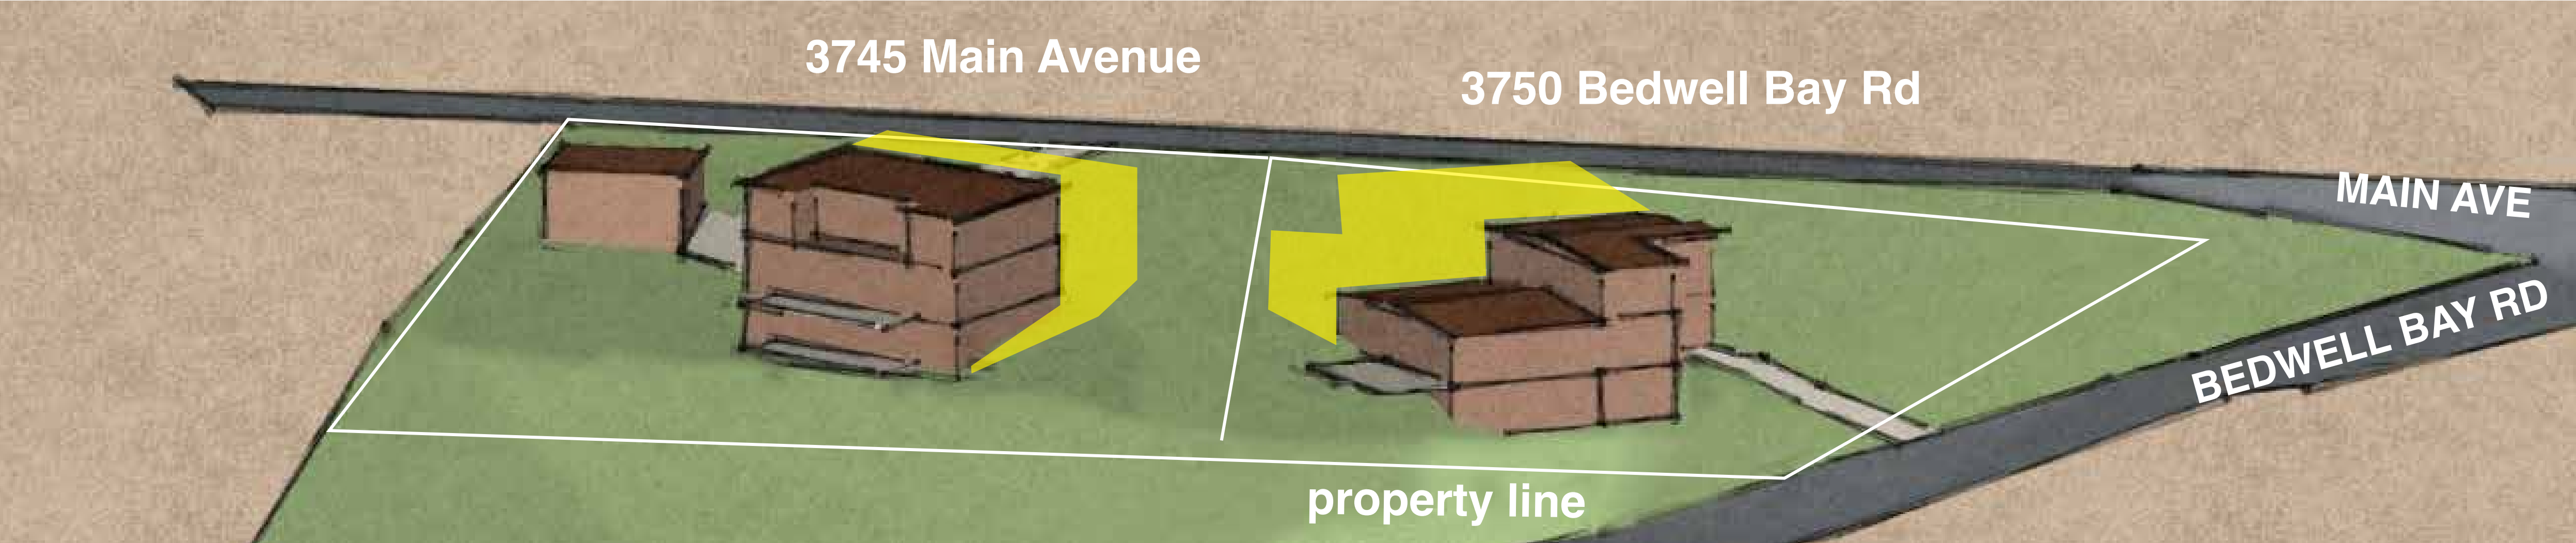 3745 Main Avenue
3750 Bedwell Bay Rd
MAIN AVE
BEDWELL BAY RD
property line